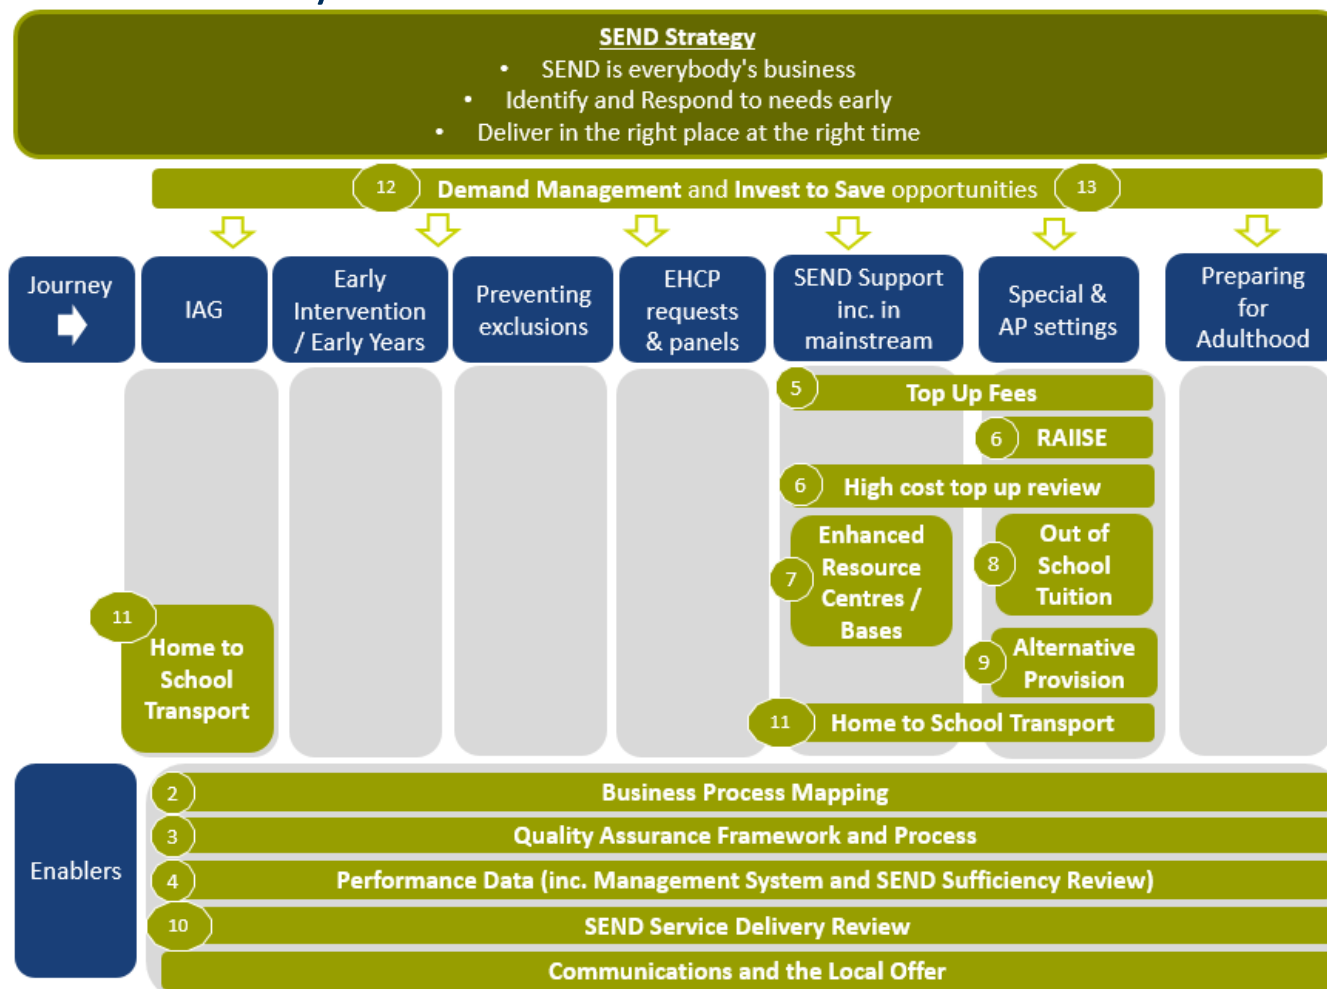 SEND Strategy
• SEND is everybody's business
• Identify and Respond to needs early
• Deliver in the right place at the right time
12 Demand Management and Invest to Save opportunities 13
Journey
IAG
Early
Intervention
/ Early Years
Preventing
exclusions
EHCP
requests
& panels
SEND Support
inc. in
mainstream
Special &
AP settings
Preparing
for
Adulthood
5 Top Up Fees
6 RAIISE
6 High cost top up review
7
Enhanced
Resource
Centres /
Bases
8
Out of
School
Tuition
11
Home to
School
Transport
9
Alternative
Provision
11 Home to School Transport
Enablers
2 Business Process Mapping
3 Quality Assurance Framework and Process
4 Performance Data (inc. Management System and SEND Sufficiency Review)
10 SEND Service Delivery Review
Communications and the Local Offer